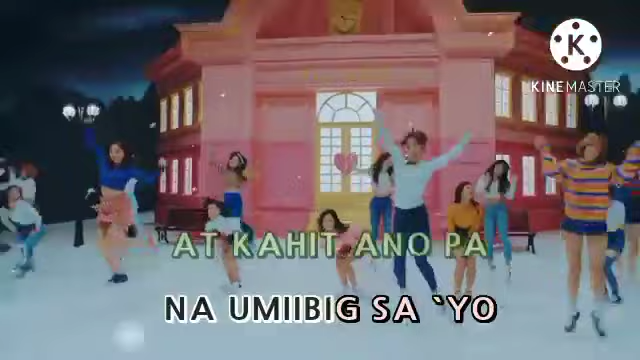 K
KINEMASTER
AT KAHIT ANO PA
NA UMIIBIG SA `YO